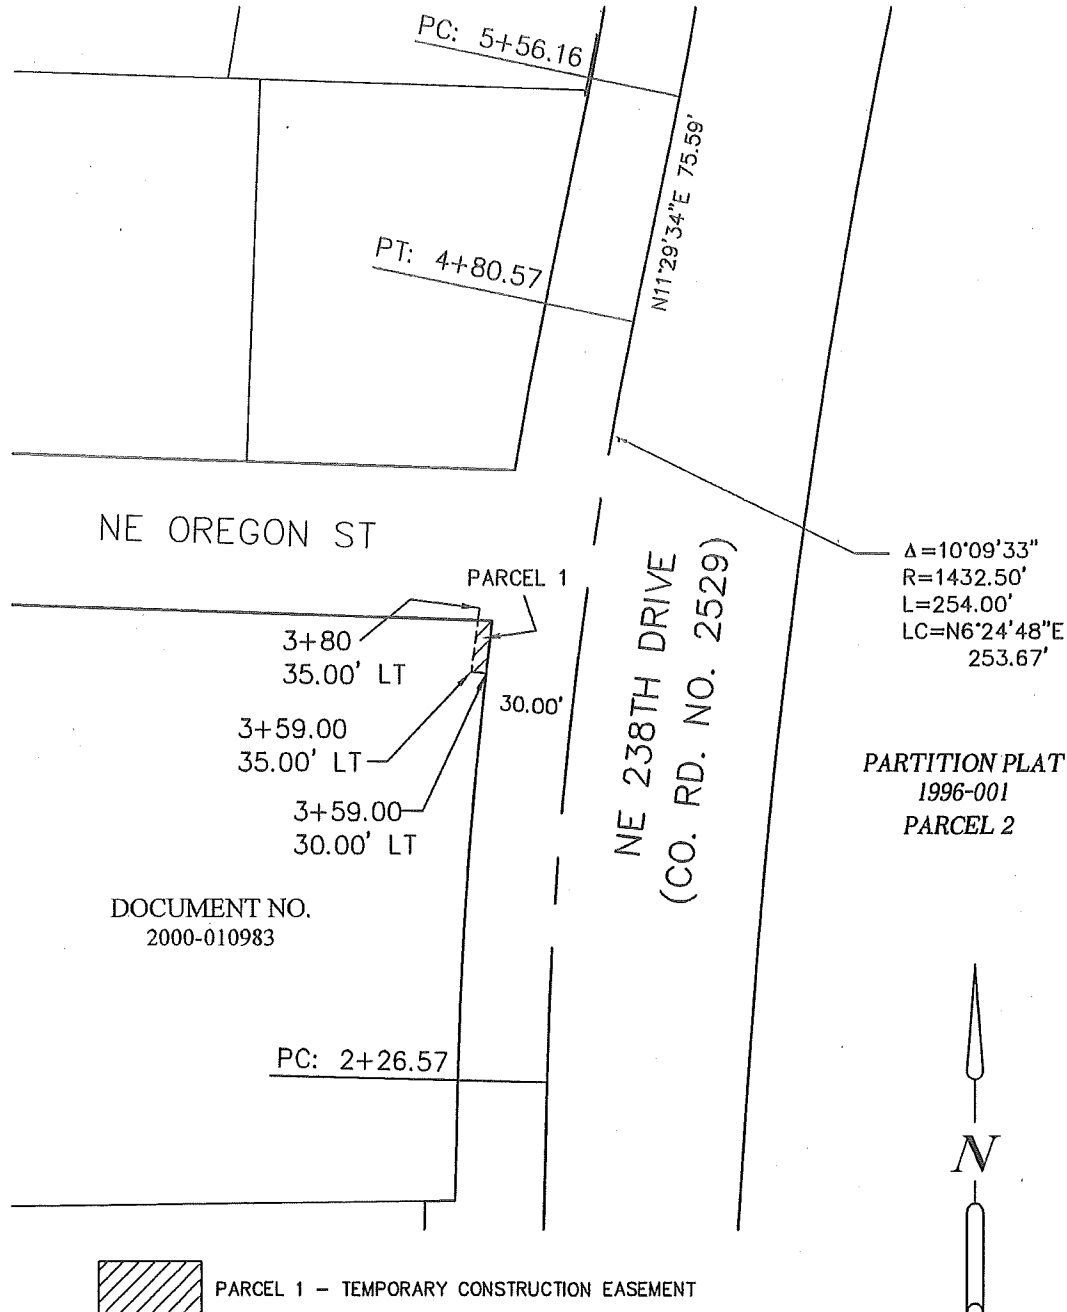 PC: 5+56.16
N11°29'34"E 75.59'
PT: 4+80.57
NE OREGON ST
Δ=10°09'33"
R=1432.50'
L=254.00'
LC=N6°24'48"E
253.67'
PARCEL 1
3+80
35.00' LT
30.00'
3+59.00
35.00' LT
3+59.00
30.00' LT
NE 238TH DRIVE
(CO. RD. NO. 2529)
PARTITION PLAT
1996-001
PARCEL 2
DOCUMENT NO.
2000-010983
PC: 2+26.57
N
PARCEL 1 - TEMPORARY CONSTRUCTION EASEMENT